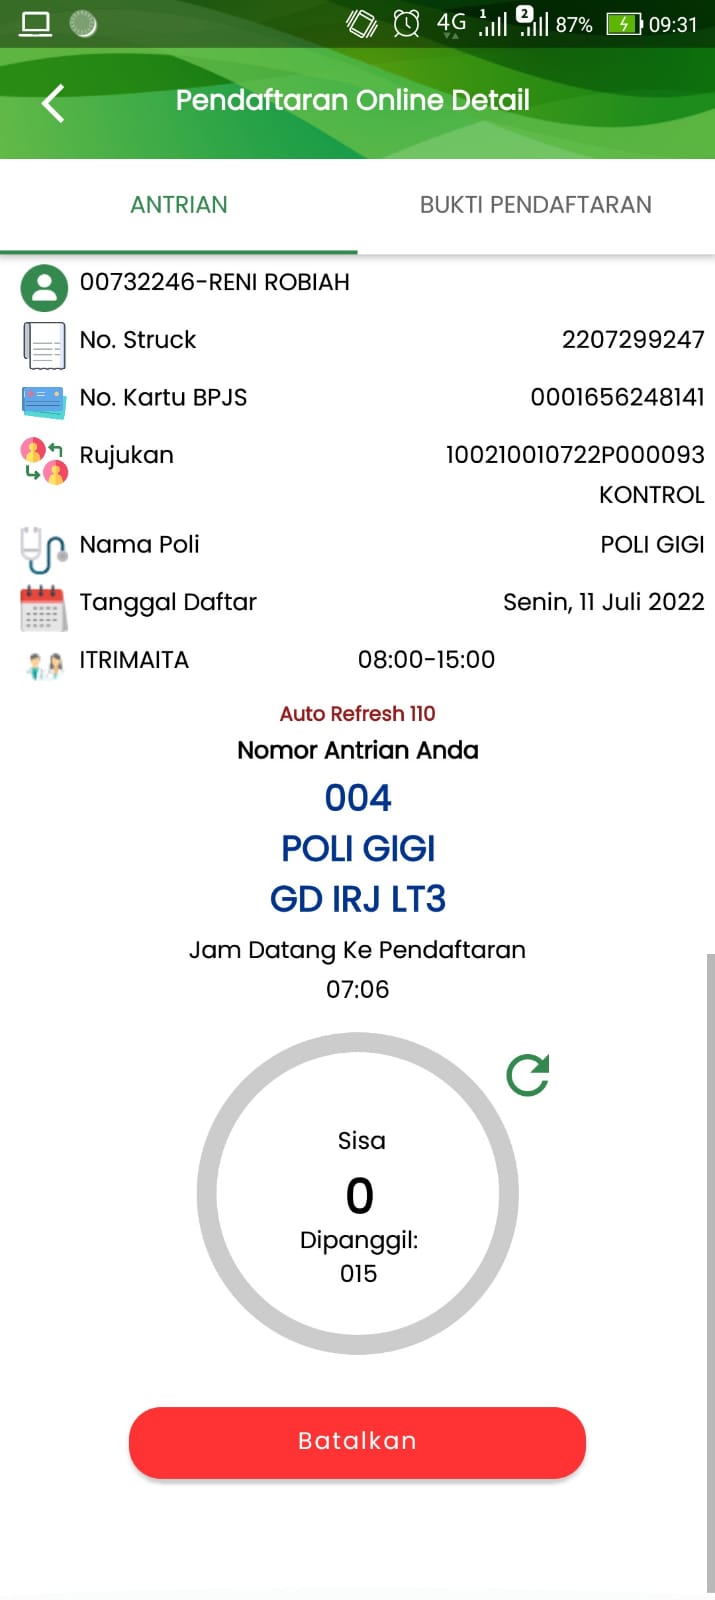 4G 1 2 87% 09:31
Pendaftaran Online Detail
ANTRIAN BUKTI PENDAFTARAN
00732246-RENI ROBIAH
No. Struck 2207299247
No. Kartu BPJS 0001656248141
Rujukan 100210010722P000093
KONTROL
Nama Poli POLI GIGI
Tanggal Daftar Senin, 11 Juli 2022
ITRIMAITA 08:00-15:00
Auto Refresh 110
Nomor Antrian Anda
004
POLI GIGI
GD IRJ LT3
Jam Datang Ke Pendaftaran
07:06
Sisa
0
Dipanggil:
015
Batalkan